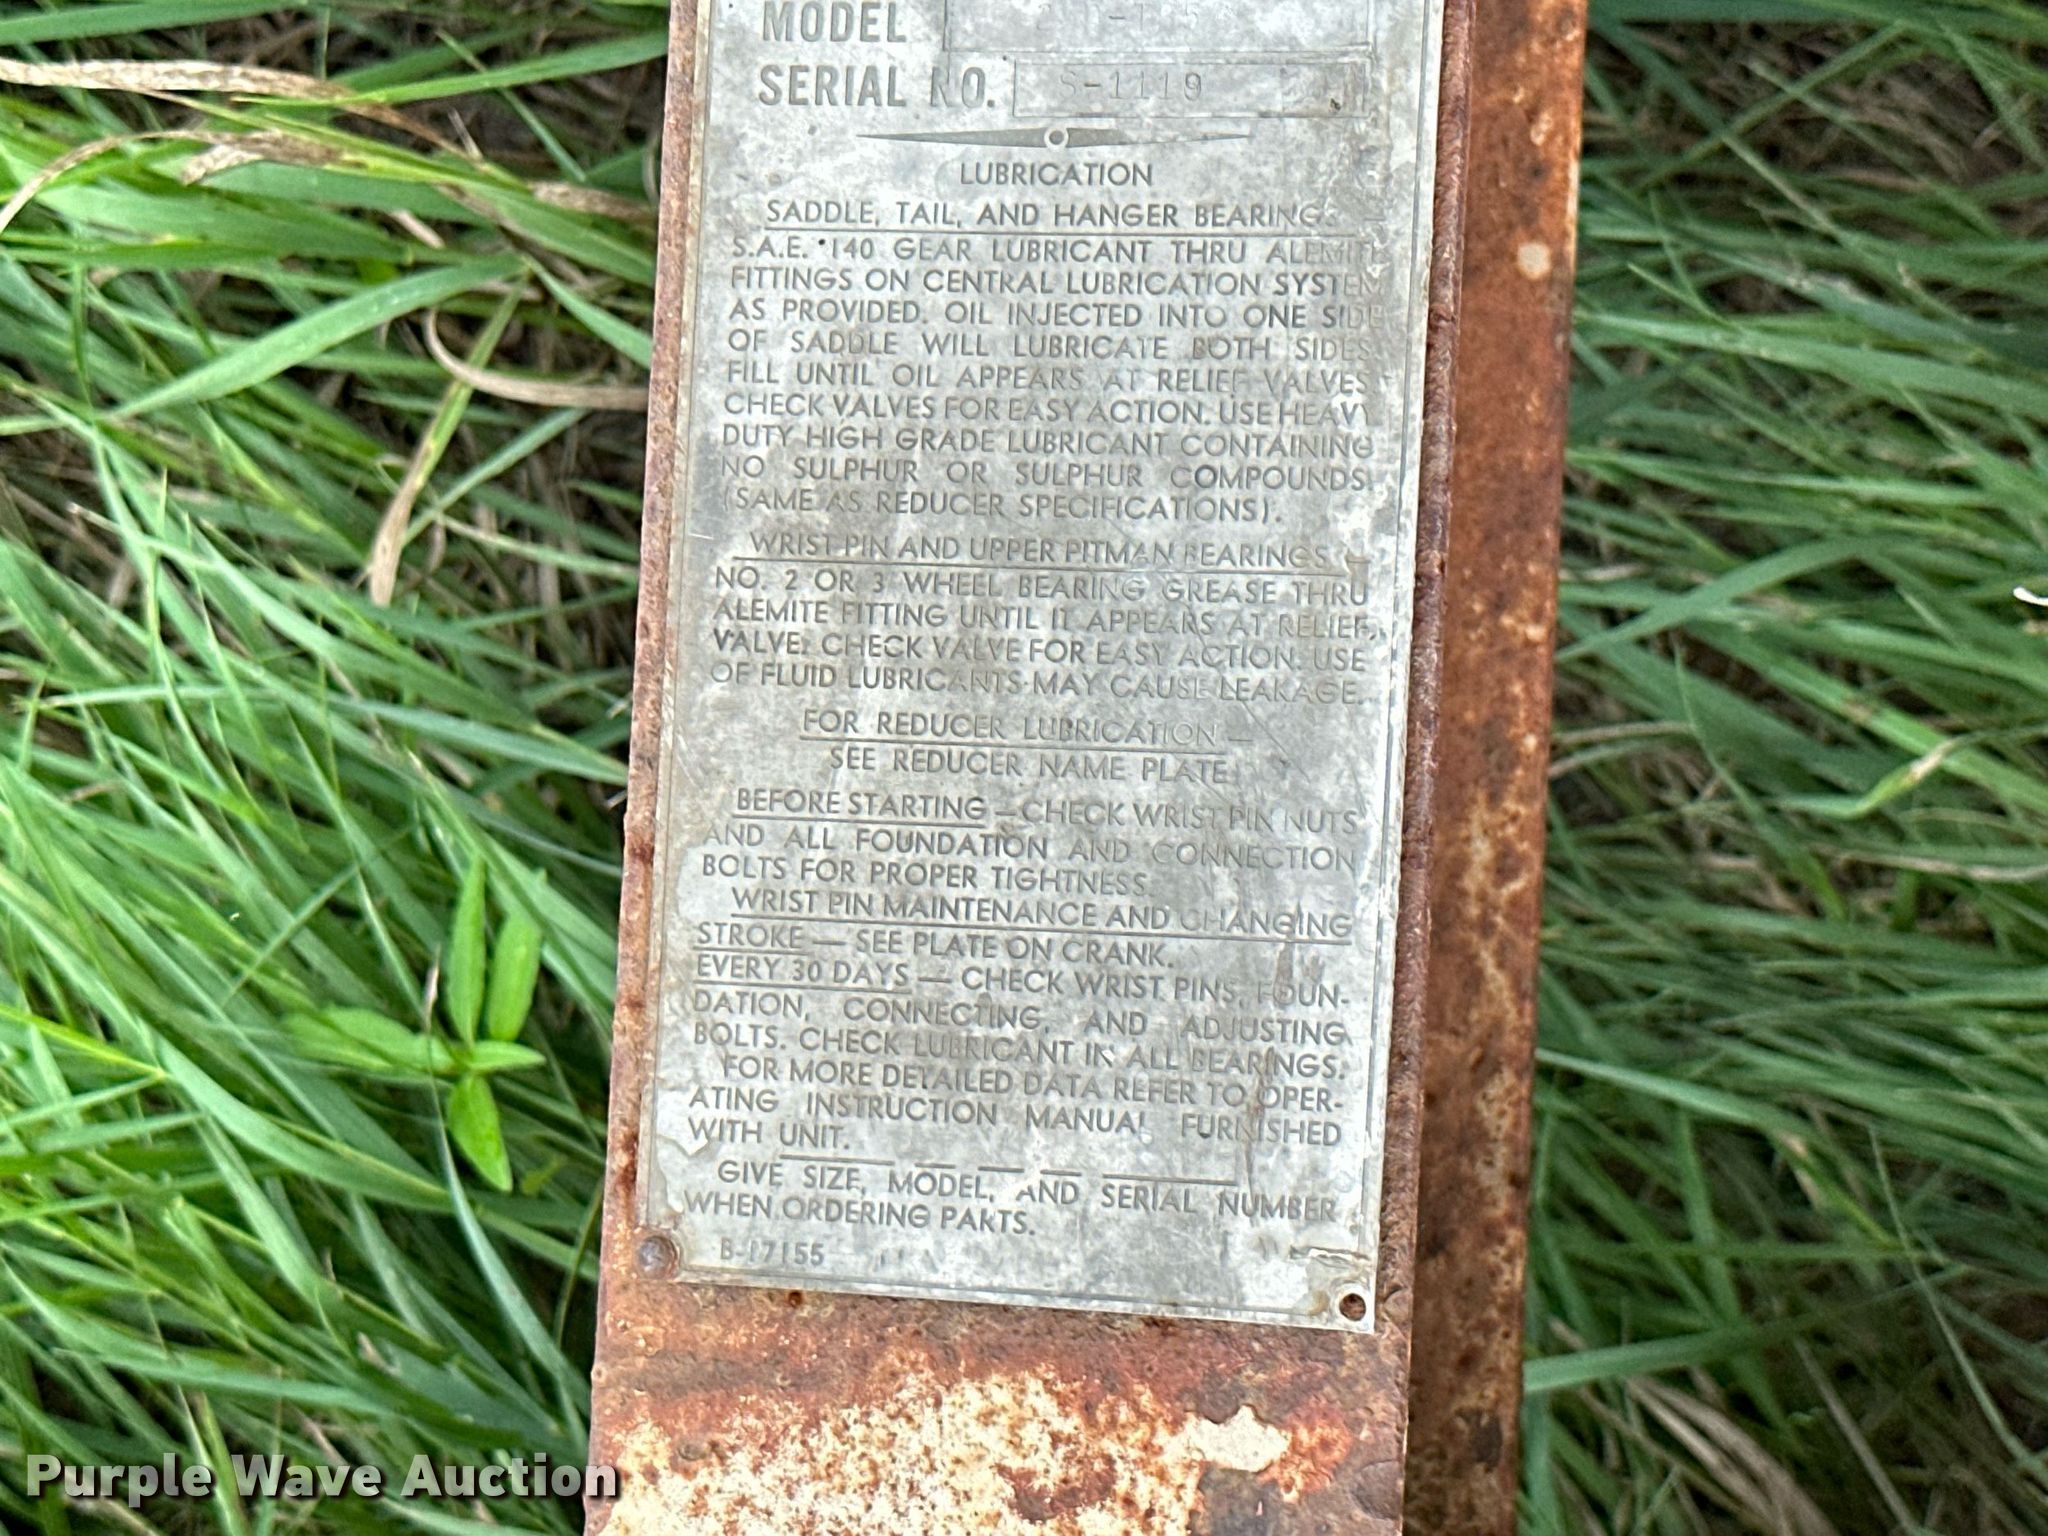 MODEL
SERIAL NO. S-1119
LUBRICATION
SADDLE, TAIL, AND HANGER BEARINGS —
S.A.E. 140 GEAR LUBRICANT THRU ALEMITE
FITTINGS ON CENTRAL LUBRICATION SYSTEM
AS PROVIDED. OIL INJECTED INTO ONE SIDE
OF SADDLE WILL LUBRICATE BOTH SIDES.
FILL UNTIL OIL APPEARS AT RELIEF VALVES.
CHECK VALVES FOR EASY ACTION. USE HEAVY
DUTY HIGH GRADE LUBRICANT CONTAINING
NO SULPHUR OR SULPHUR COMPOUNDS.
(SAME AS REDUCER SPECIFICATIONS).
WRIST PIN AND UPPER PITMAN BEARINGS —
NO. 2 OR 3 WHEEL BEARING GREASE THRU
ALEMITE FITTING UNTIL IT APPEARS AT RELIEF
VALVE. CHECK VALVE FOR EASY ACTION. USE
OF FLUID LUBRICANTS MAY CAUSE LEAKAGE.
FOR REDUCER LUBRICATION —
SEE REDUCER NAME PLATE
BEFORE STARTING — CHECK WRIST PIN NUTS
AND ALL FOUNDATION AND CONNECTION
BOLTS FOR PROPER TIGHTNESS.
WRIST PIN MAINTENANCE AND CHANGING
STROKE — SEE PLATE ON CRANK.
EVERY 30 DAYS — CHECK WRIST PINS, FOUN-
DATION, CONNECTING, AND ADJUSTING
BOLTS. CHECK LUBRICANT IN ALL BEARINGS.
FOR MORE DETAILED DATA REFER TO OPER-
ATING INSTRUCTION MANUAL FURNISHED
WITH UNIT.
GIVE SIZE, MODEL, AND SERIAL NUMBER
WHEN ORDERING PARTS.
B-17155
Purple Wave Auction